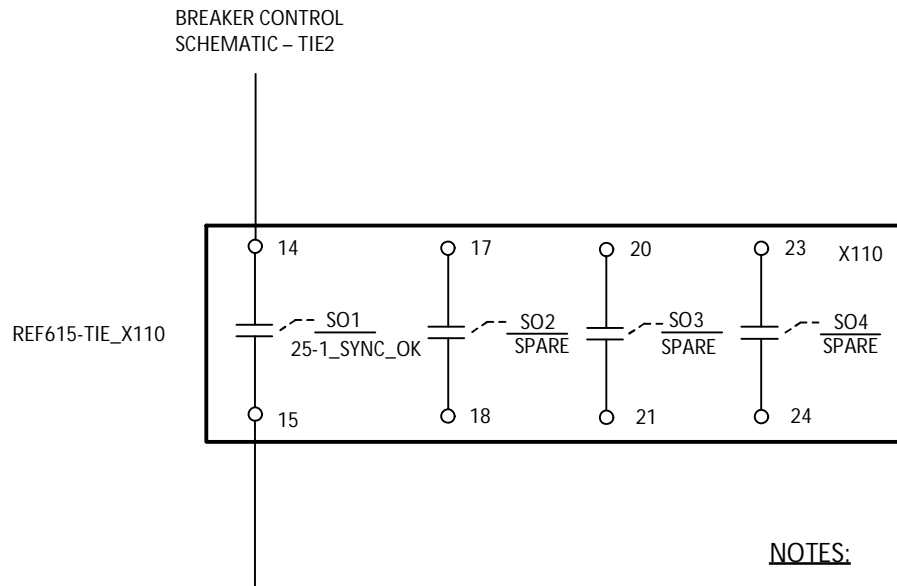 BREAKER CONTROL
SCHEMATIC – TIE2
14
17
20
23
X110
REF615-TIE_X110
SO1
25-1_SYNC_OK
SO2
SPARE
SO3
SPARE
SO4
SPARE
15
18
21
24
NOTES: